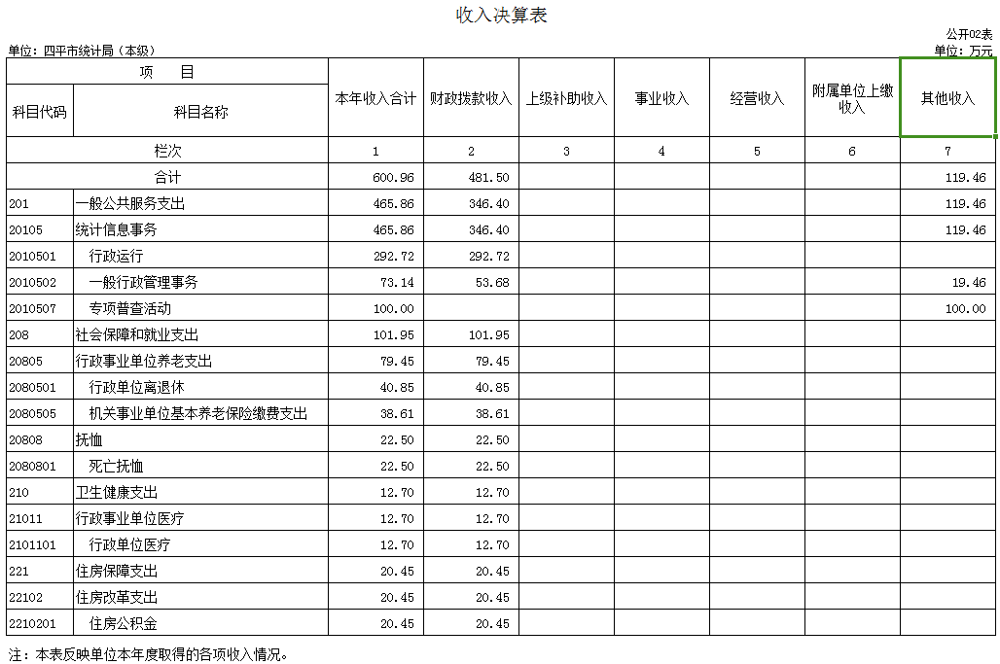 收入决算表
公开02表
单位：四平市统计局（本级） 单位：万元
项 目 本年收入合计 财政拨款收入 上级补助收入 事业收入 经营收入 附属单位上缴收入 其他收入
科目代码 科目名称
栏次 1 2 3 4 5 6 7
合计 600.96 481.50 119.46
201 一般公共服务支出 465.86 346.40 119.46
20105 统计信息事务 465.86 346.40 119.46
2010501 行政运行 292.72 292.72
2010502 一般行政管理事务 73.14 53.68 19.46
2010507 专项普查活动 100.00 100.00
208 社会保障和就业支出 101.95 101.95
20805 行政事业单位养老支出 79.45 79.45
2080501 行政单位离退休 40.85 40.85
2080505 机关事业单位基本养老保险缴费支出 38.61 38.61
20808 抚恤 22.50 22.50
2080801 死亡抚恤 22.50 22.50
210 卫生健康支出 12.70 12.70
21011 行政事业单位医疗 12.70 12.70
2101101 行政单位医疗 12.70 12.70
221 住房保障支出 20.45 20.45
22102 住房改革支出 20.45 20.45
2210201 住房公积金 20.45 20.45
注：本表反映单位本年度取得的各项收入情况。